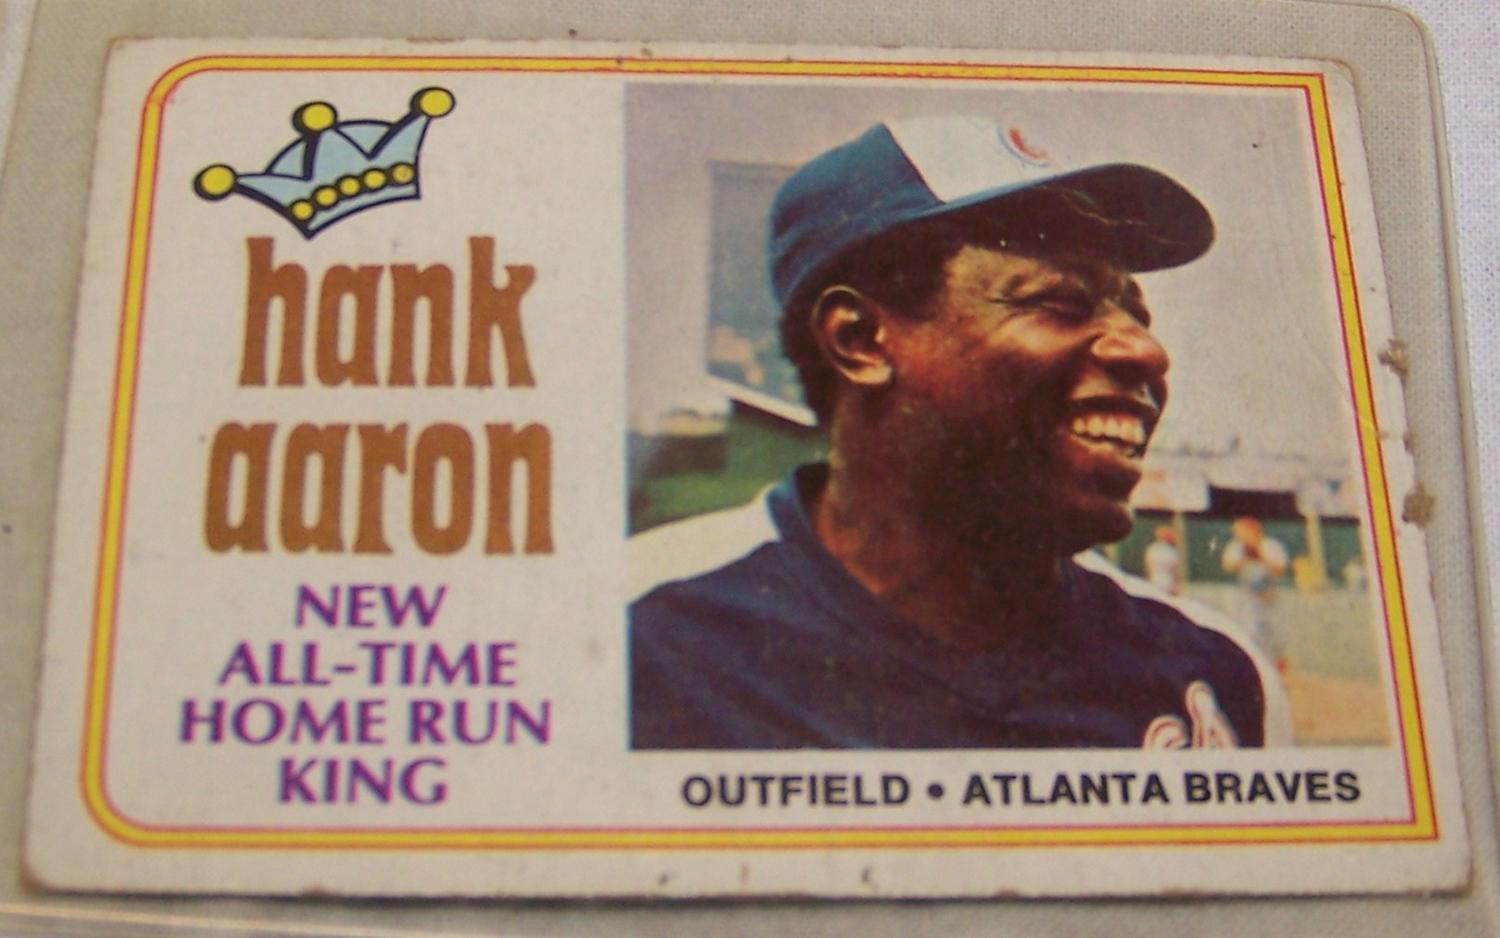 hank
aaron
NEW
ALL-TIME
HOME RUN
KING
OUTFIELD • ATLANTA BRAVES